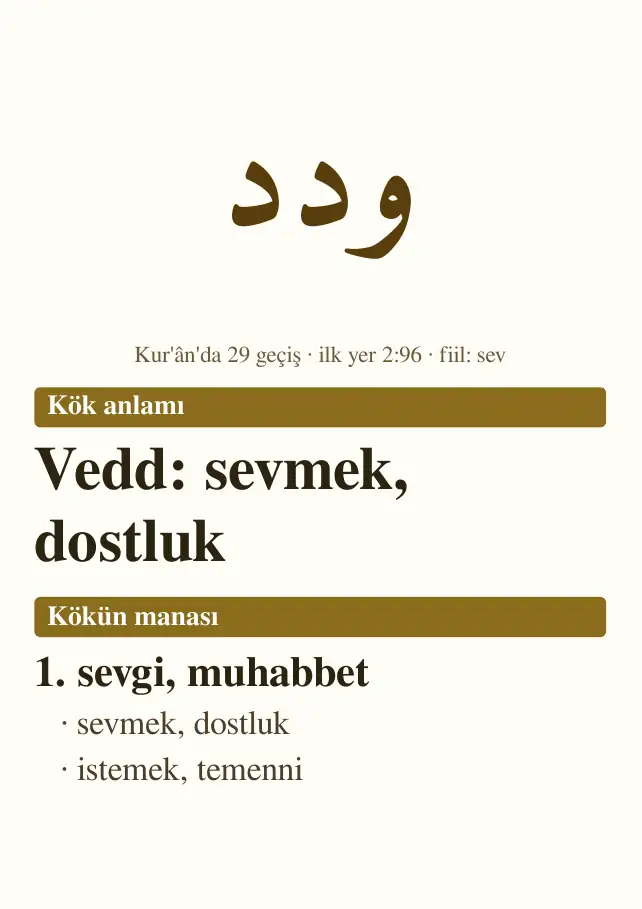 ودد
Kur'ân'da 29 geçiş · ilk yer 2:96 · fiil: sev
Kök anlamı
Vedd: sevmek,
dostluk
Kökün manası
1. sevgi, muhabbet
· sevmek, dostluk
· istemek, temenni